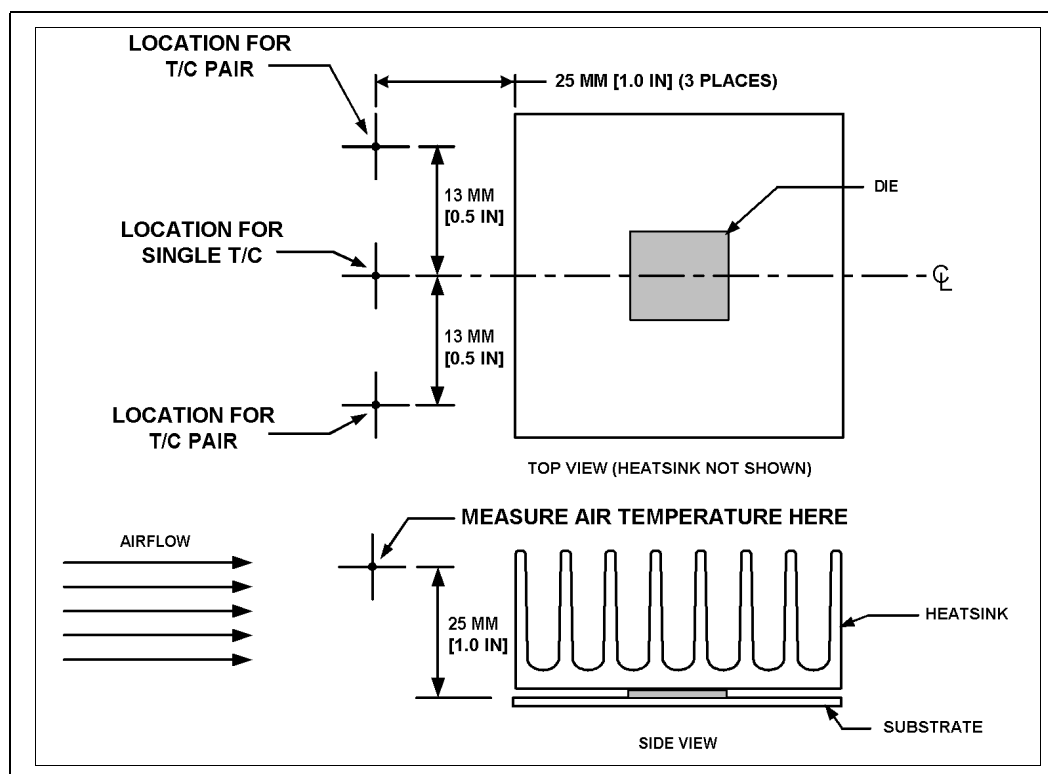 LOCATION FOR
T/C PAIR
25 MM [1.0 IN] (3 PLACES)
13 MM
[0.5 IN]
DIE
LOCATION FOR
SINGLE T/C
CL
13 MM
[0.5 IN]
LOCATION FOR
T/C PAIR
TOP VIEW (HEATSINK NOT SHOWN)
MEASURE AIR TEMPERATURE HERE
AIRFLOW
25 MM
[1.0 IN]
HEATSINK
SUBSTRATE
SIDE VIEW